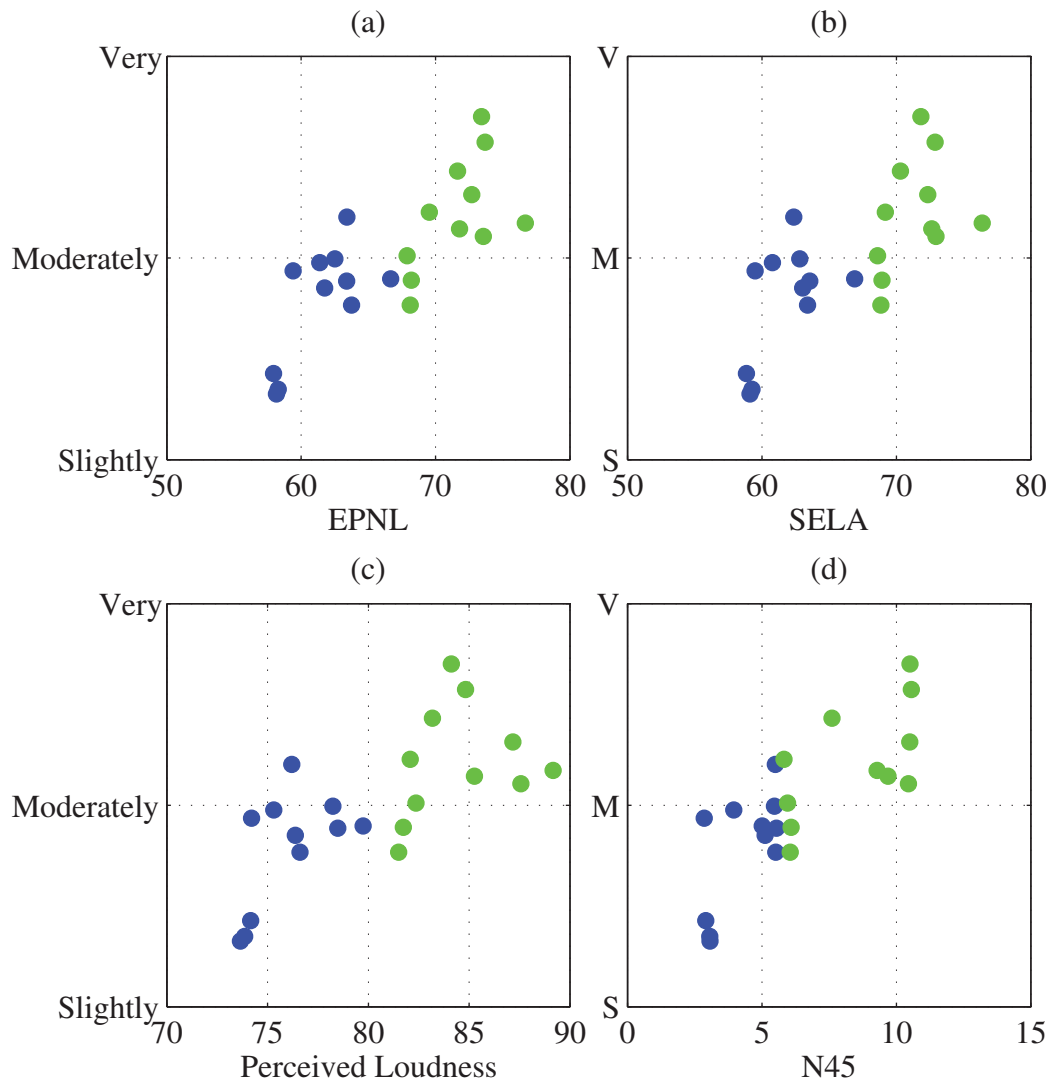 (a) (b)
Very V
Moderately M
Slightly S
50 60 70 80 50 60 70 80
EPNL SELA
(c) (d)
Very V
Moderately M
Slightly S
70 75 80 85 90 0 5 10 15
Perceived Loudness N45